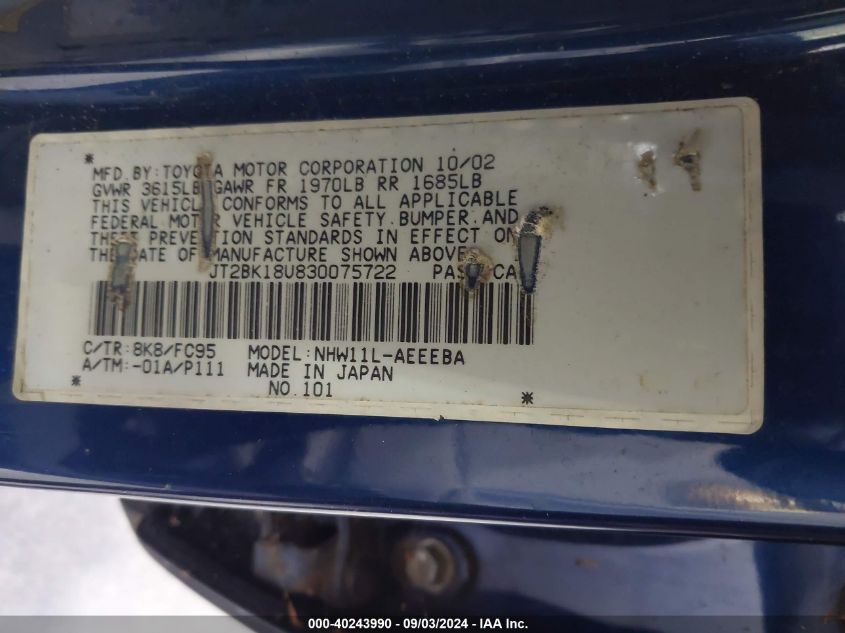 *
MFD.BY:TOYOTA MOTOR CORPORATION 10/02
GVWR 3615LB GAWR FR 1970LB RR 1685LB
THIS VEHICLE CONFORMS TO ALL APPLICABLE
FEDERAL MOTOR VEHICLE SAFETY.BUMPER.AND
PREVENTION STANDARDS IN EFFECT ON
THE DATE OF MANUFACTURE SHOWN ABOVE.
JT2BK18U830075722 PASS CAR
C/TR:8K8/FC95 MODEL:NHW11L-AEEEBA
A/TM:-01A/P111 MADE IN JAPAN
* NO.101 *
000-40243990 - 09/03/2024 - IAA Inc.